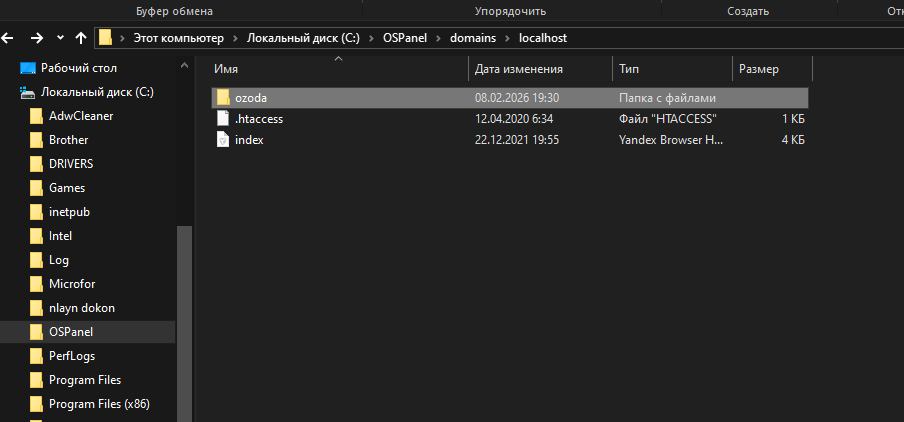 Буфер обмена Упорядочить Создать От
Этот компьютер Локальный диск (C:) OSPanel domains localhost
Рабочий стол
Локальный диск (C:)
AdwCleaner
Brother
DRIVERS
Games
inetpub
Intel
Log
Microfor
nlayn dokon
OSPanel
PerfLogs
Program Files
Program Files (x86)
Имя Дата изменения Тип Размер
ozoda 08.02.2026 19:30 Папка с файлами
.htaccess 12.04.2020 6:34 Файл "HTACCESS" 1 КБ
index 22.12.2021 19:55 Yandex Browser H... 4 КБ